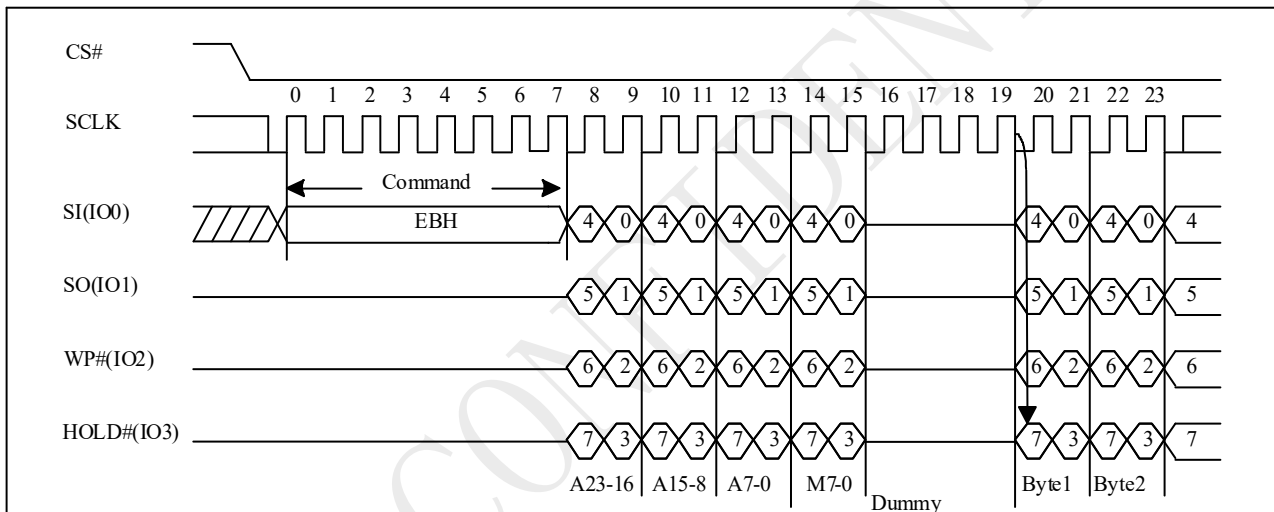 CS#
0 1 2 3 4 5 6 7 8 9 10 11 12 13 14 15 16 17 18 19 20 21 22 23
SCLK
Command
SI(IO0) EBH 4 0 4 0 4 0 4 0 4 0 4 0 4
SO(IO1) 5 1 5 1 5 1 5 1 5 1 5 1 5
WP#(IO2) 6 2 6 2 6 2 6 2 6 2 6 2 6
HOLD#(IO3) 7 3 7 3 7 3 7 3 7 3 7 3 7
A23-16 A15-8 A7-0 M7-0 Dummy Byte1 Byte2
CONFIDEN